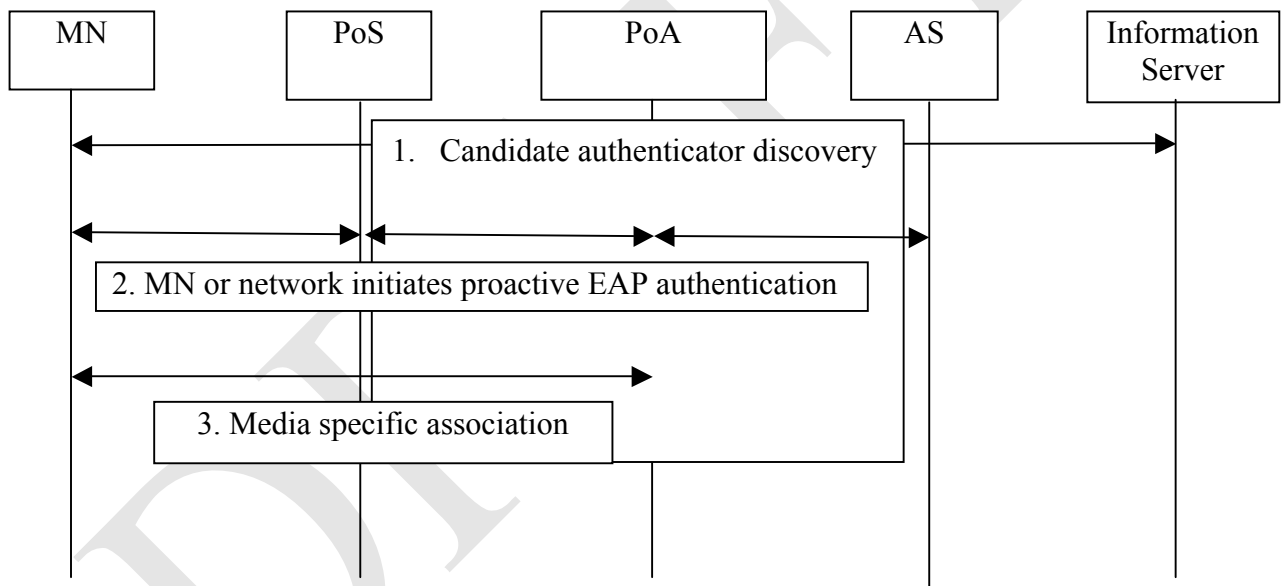 MN
PoS
PoA
AS
Information
Server
1. Candidate authenticator discovery
2. MN or network initiates proactive EAP authentication
3. Media specific association